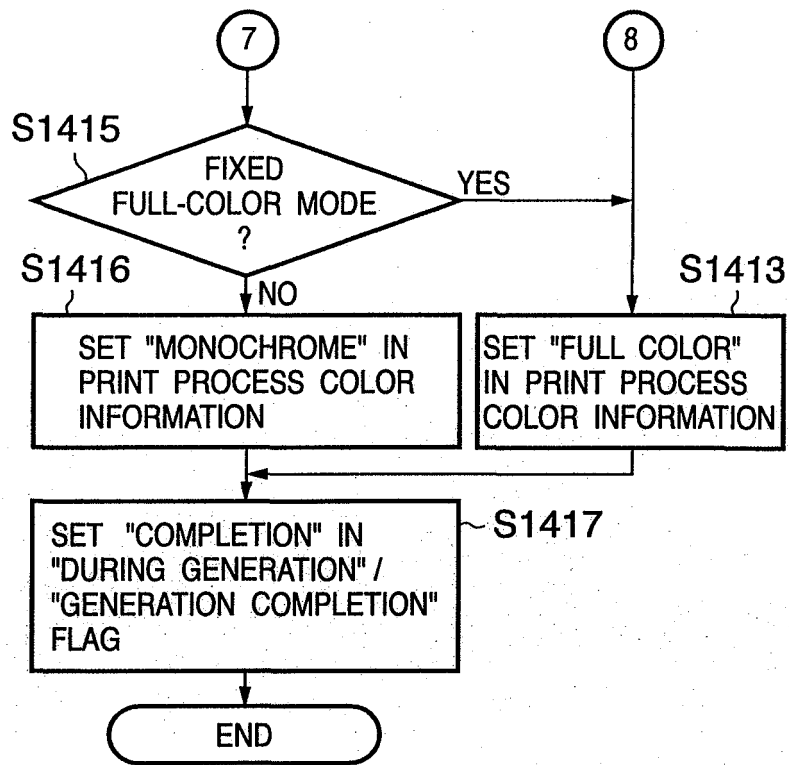 7
8
S1415
FIXED
FULL-COLOR MODE
?
YES
S1416
NO
S1413
SET "MONOCHROME" IN
PRINT PROCESS COLOR
INFORMATION
SET "FULL COLOR"
IN PRINT PROCESS
COLOR INFORMATION
SET "COMPLETION" IN
"DURING GENERATION" /
"GENERATION COMPLETION"
FLAG
S1417
END